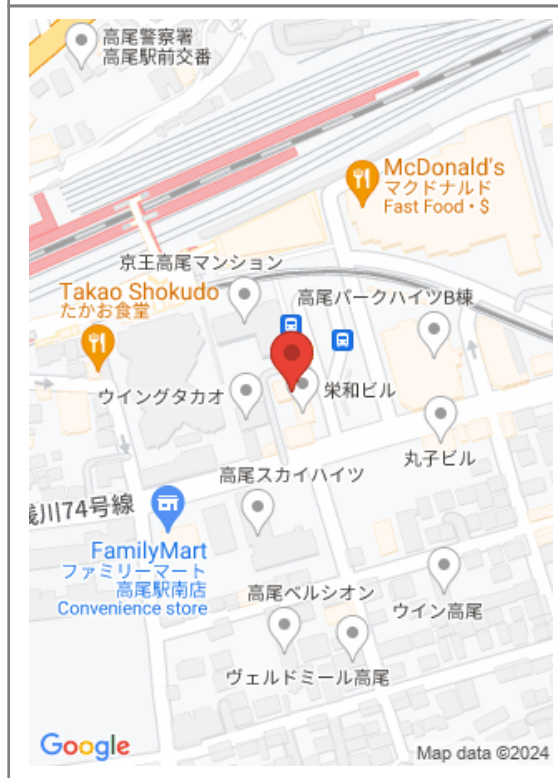 高尾警察署
高尾駅前交番
McDonald's
マクドナルド
Fast Food • $
京王高尾マンション
Takao Shokudo
たかお食堂
高尾パークハイツB棟
ウイングタカオ
栄和ビル
丸子ビル
高尾スカイハイツ
浅川74号線
FamilyMart
ファミリーマート
高尾駅南店
Convenience store
高尾ベルシオン
ウイン高尾
ヴェルドミール高尾
Google
Map data ©2024